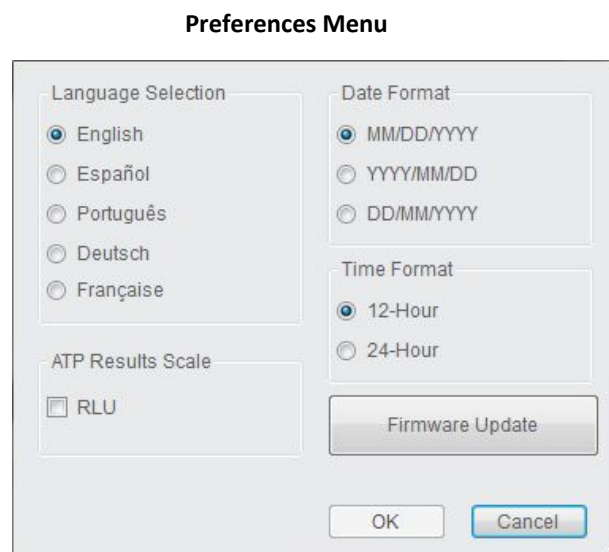 Preferences Menu
Language Selection
English
Español
Português
Deutsch
Française
ATP Results Scale
RLU
Date Format
MM/DD/YYYY
YYYY/MM/DD
DD/MM/YYYY
Time Format
12-Hour
24-Hour
Firmware Update
OK
Cancel